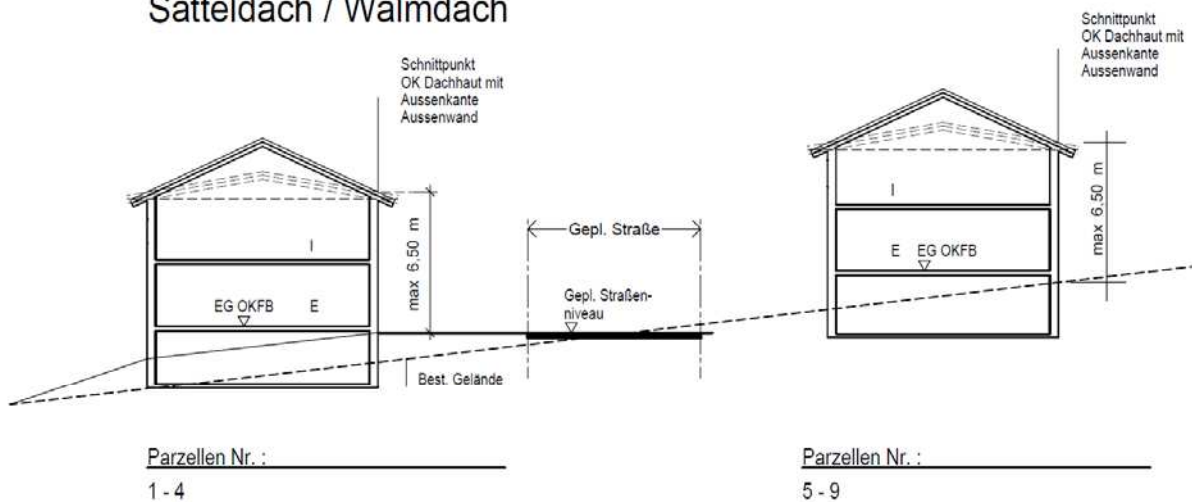 Satteldach / Walmdach
Schnittpunkt
OK Dachhaut mit
Aussenkante
Aussenwand
Schnittpunkt
OK Dachhaut mit
Aussenkante
Aussenwand
I
EG OKFB E
max 6,50 m
Gepl. Straße
Gepl. Straßen-
niveau
Best. Gelände
I
E EG OKFB
max 6,50 m
Parzellen Nr. :
1 - 4
Parzellen Nr. :
5 - 9